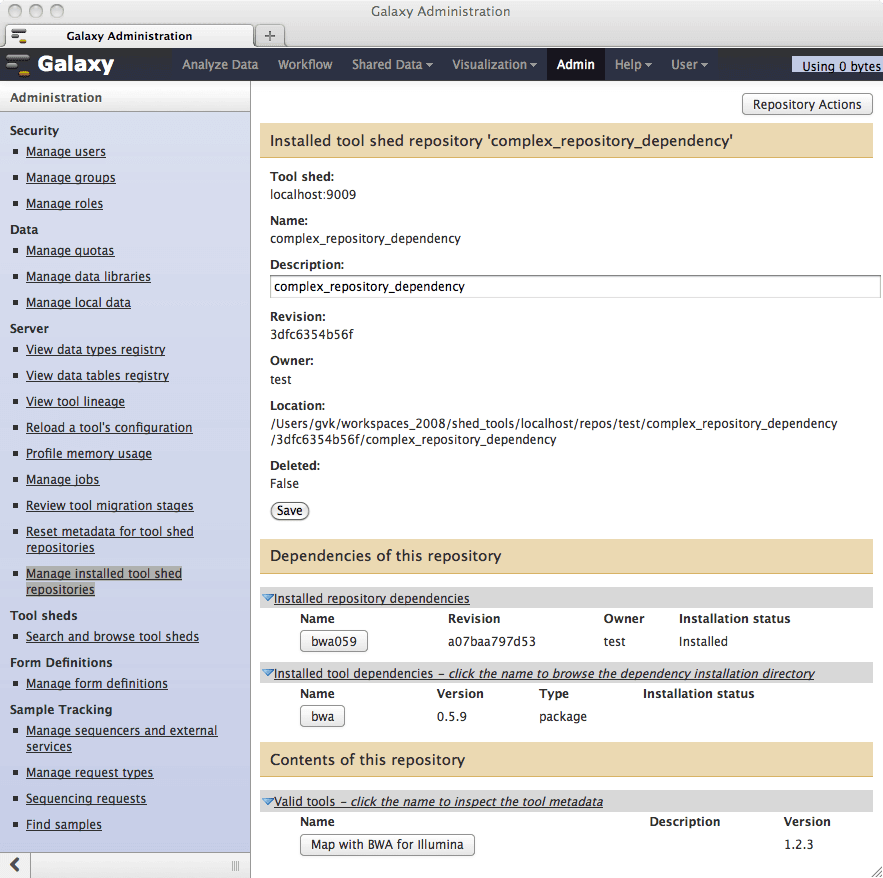 Galaxy Administration
Galaxy Administration
+
Galaxy
Analyze Data Workflow Shared Data Visualization Admin Help User Using 0 bytes
Administration
Security
Manage users
Manage groups
Manage roles
Data
Manage quotas
Manage data libraries
Manage local data
Server
View data types registry
View data tables registry
View tool lineage
Reload a tool's configuration
Profile memory usage
Manage jobs
Review tool migration stages
Reset metadata for tool shed
repositories
Manage installed tool shed
repositories
Tool sheds
Search and browse tool sheds
Form Definitions
Manage form definitions
Sample Tracking
Manage sequencers and external
services
Manage request types
Sequencing requests
Find samples
Repository Actions
Installed tool shed repository 'complex_repository_dependency'
Tool shed:
localhost:9009
Name:
complex_repository_dependency
Description:
complex_repository_dependency
Revision:
3dfc6354b56f
Owner:
test
Location:
/Users/gvk/workspaces_2008/shed_tools/localhost/repos/test/complex_repository_dependency
/3dfc6354b56f/complex_repository_dependency
Deleted:
False
Save
Dependencies of this repository
Installed repository dependencies
Name Revision Owner Installation status
bwa059 a07baa797d53 test Installed
Installed tool dependencies - click the name to browse the dependency installation directory
Name Version Type Installation status
bwa 0.5.9 package
Contents of this repository
Valid tools - click the name to inspect the tool metadata
Name Description Version
Map with BWA for Illumina 1.2.3